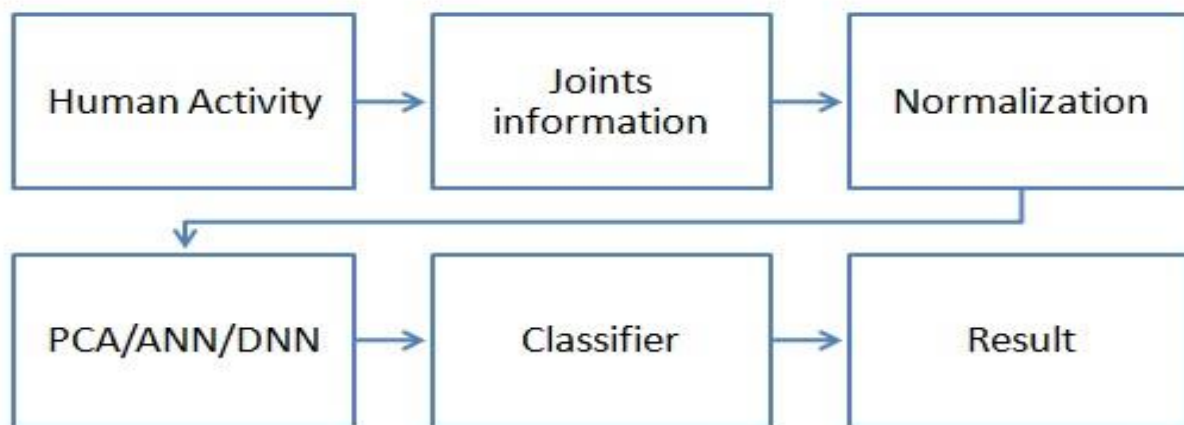 Human Activity
Joints
information
Normalization
PCA/ANN/DNN
Classifier
Result